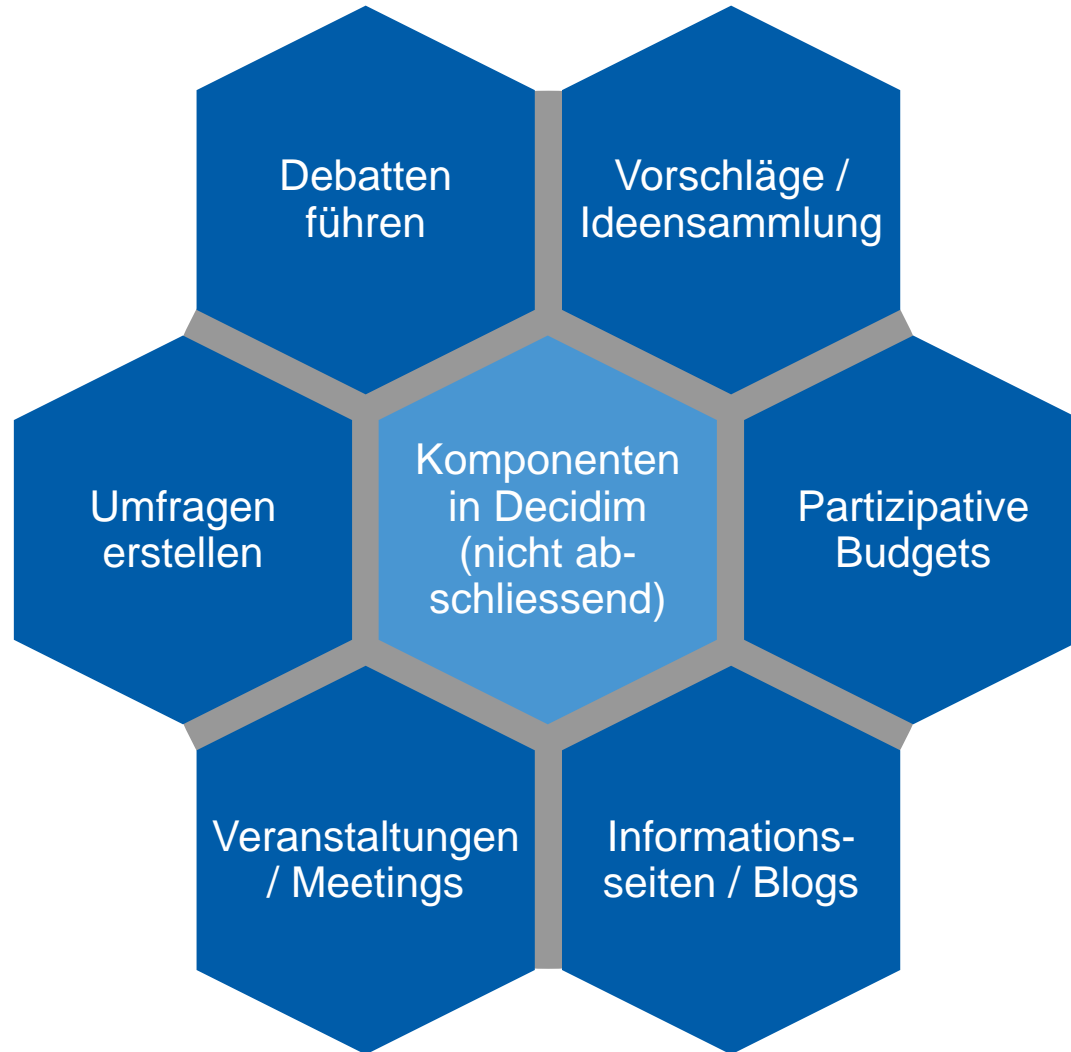 Debatten
führen
Vorschläge /
Ideensammlung
Umfragen
erstellen
Komponenten
in Decidim
(nicht ab-
schliessend)
Partizipative
Budgets
Veranstaltungen
/ Meetings
Informations-
seiten / Blogs